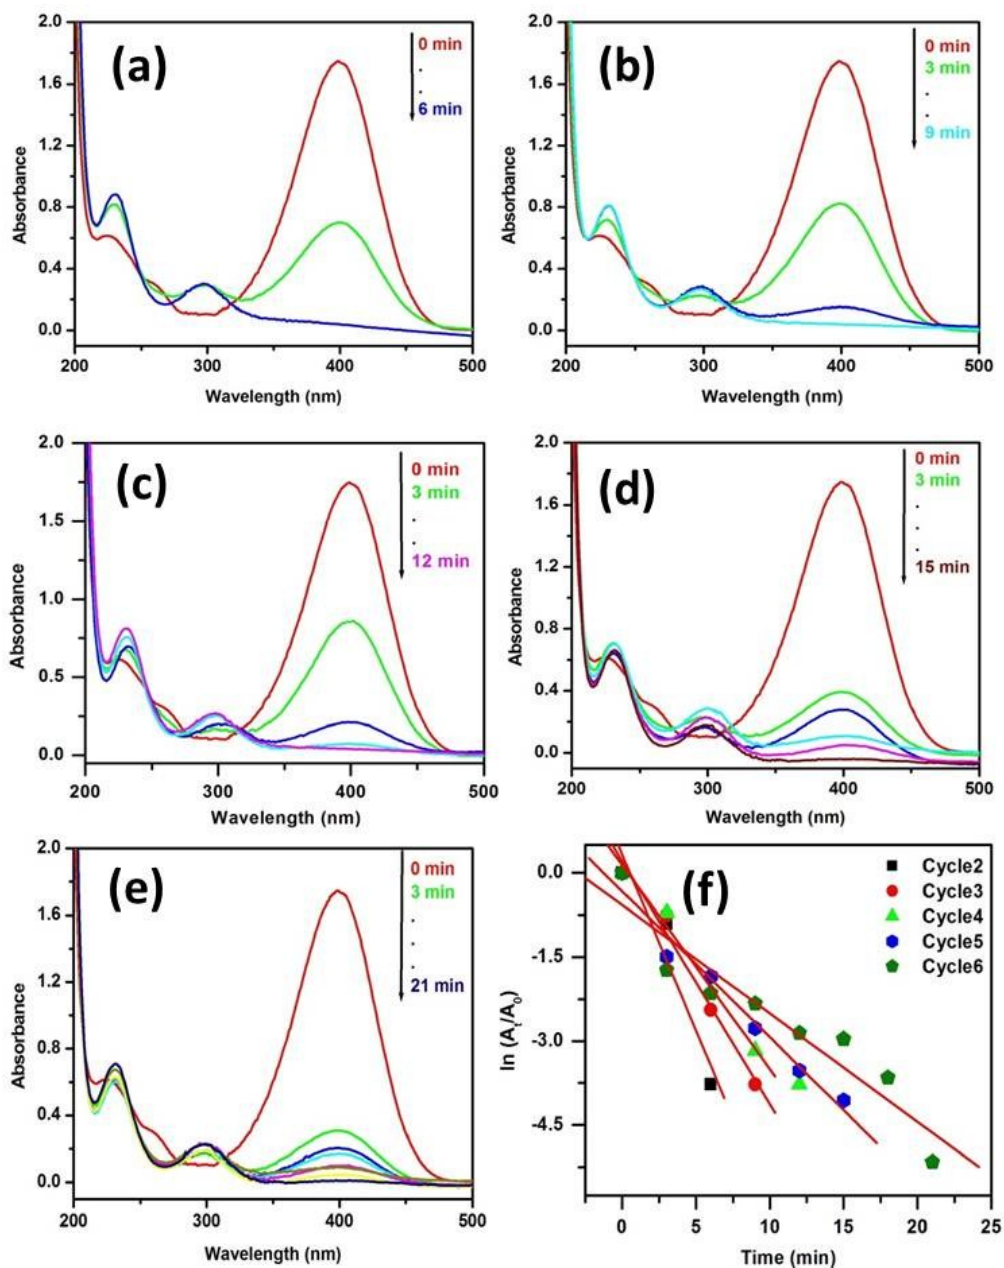 (a)
0 min
.
.
6 min
2.0
1.6
1.2
0.8
0.4
0.0
Absorbance
200 300 400 500
Wavelength (nm)
(b)
0 min
3 min
.
.
9 min
2.0
1.6
1.2
0.8
0.4
0.0
Absorbance
200 300 400 500
Wavelength (nm)
(c)
0 min
3 min
.
.
12 min
2.0
1.5
1.0
0.5
0.0
Absorbance
200 300 400 500
Wavelength (nm)
(d)
0 min
3 min
.
.
.
15 min
2.0
1.6
1.2
0.8
0.4
0.0
Absorbance
200 300 400 500
Wavelength (nm)
(e)
0 min
3 min
.
.
.
21 min
2.0
1.6
1.2
0.8
0.4
0.0
Absorbance
200 300 400 500
Wavelength (nm)
(f)
Cycle2
Cycle3
Cycle4
Cycle5
Cycle6
0.0
-1.5
-3.0
-4.5
ln (At/A0)
0 5 10 15 20 25
Time (min)